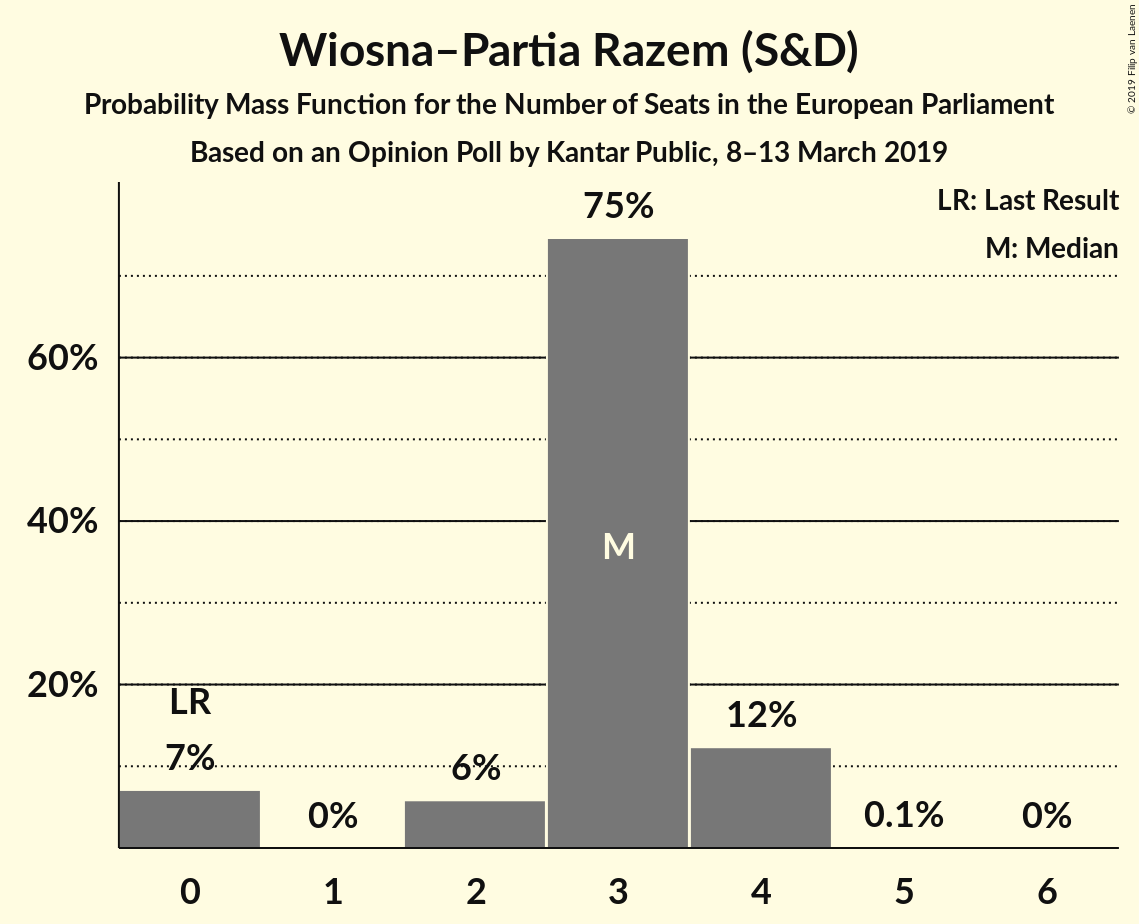 Wiosna–Partia Razem (S&D)
Probability Mass Function for the Number of Seats in the European Parliament
Based on an Opinion Poll by Kantar Public, 8–13 March 2019
© 2019 Filip van Laenen
LR: Last Result
M: Median
75%
60%
40%
M
20%
LR
12%
7%
6%
0%
0.1%
0%
0 1 2 3 4 5 6